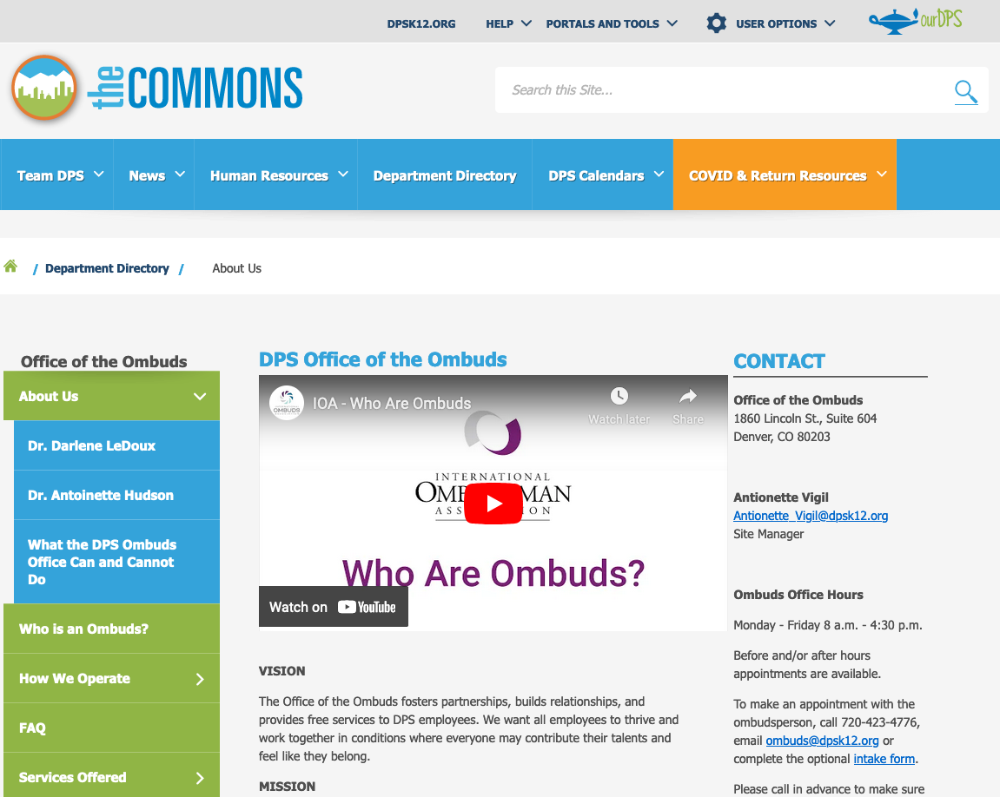 DPSK12.ORG HELP PORTALS AND TOOLS USER OPTIONS ourDPS
the COMMONS
Search this Site...
Team DPS News Human Resources Department Directory DPS Calendars COVID & Return Resources
/ Department Directory / About Us
Office of the Ombuds
About Us
Dr. Darlene LeDoux
Dr. Antoinette Hudson
What the DPS Ombuds
Office Can and Cannot
Do
Who is an Ombuds?
How We Operate
FAQ
Services Offered
DPS Office of the Ombuds
IOA - Who Are Ombuds
Watch later
Share
INTERNATIONAL
Who Are Ombuds?
Watch on YouTube
VISION
The Office of the Ombuds fosters partnerships, builds relationships, and
provides free services to DPS employees. We want all employees to thrive and
work together in conditions where everyone may contribute their talents and
feel like they belong.
MISSION
CONTACT
Office of the Ombuds
1860 Lincoln St., Suite 604
Denver, CO 80203
Antionette Vigil
Antionette_Vigil@dpsk12.org
Site Manager
Ombuds Office Hours
Monday - Friday 8 a.m. - 4:30 p.m.
Before and/or after hours
appointments are available.
To make an appointment with the
ombudsperson, call 720-423-4776,
email ombuds@dpsk12.org or
complete the optional intake form.
Please call in advance to make sure